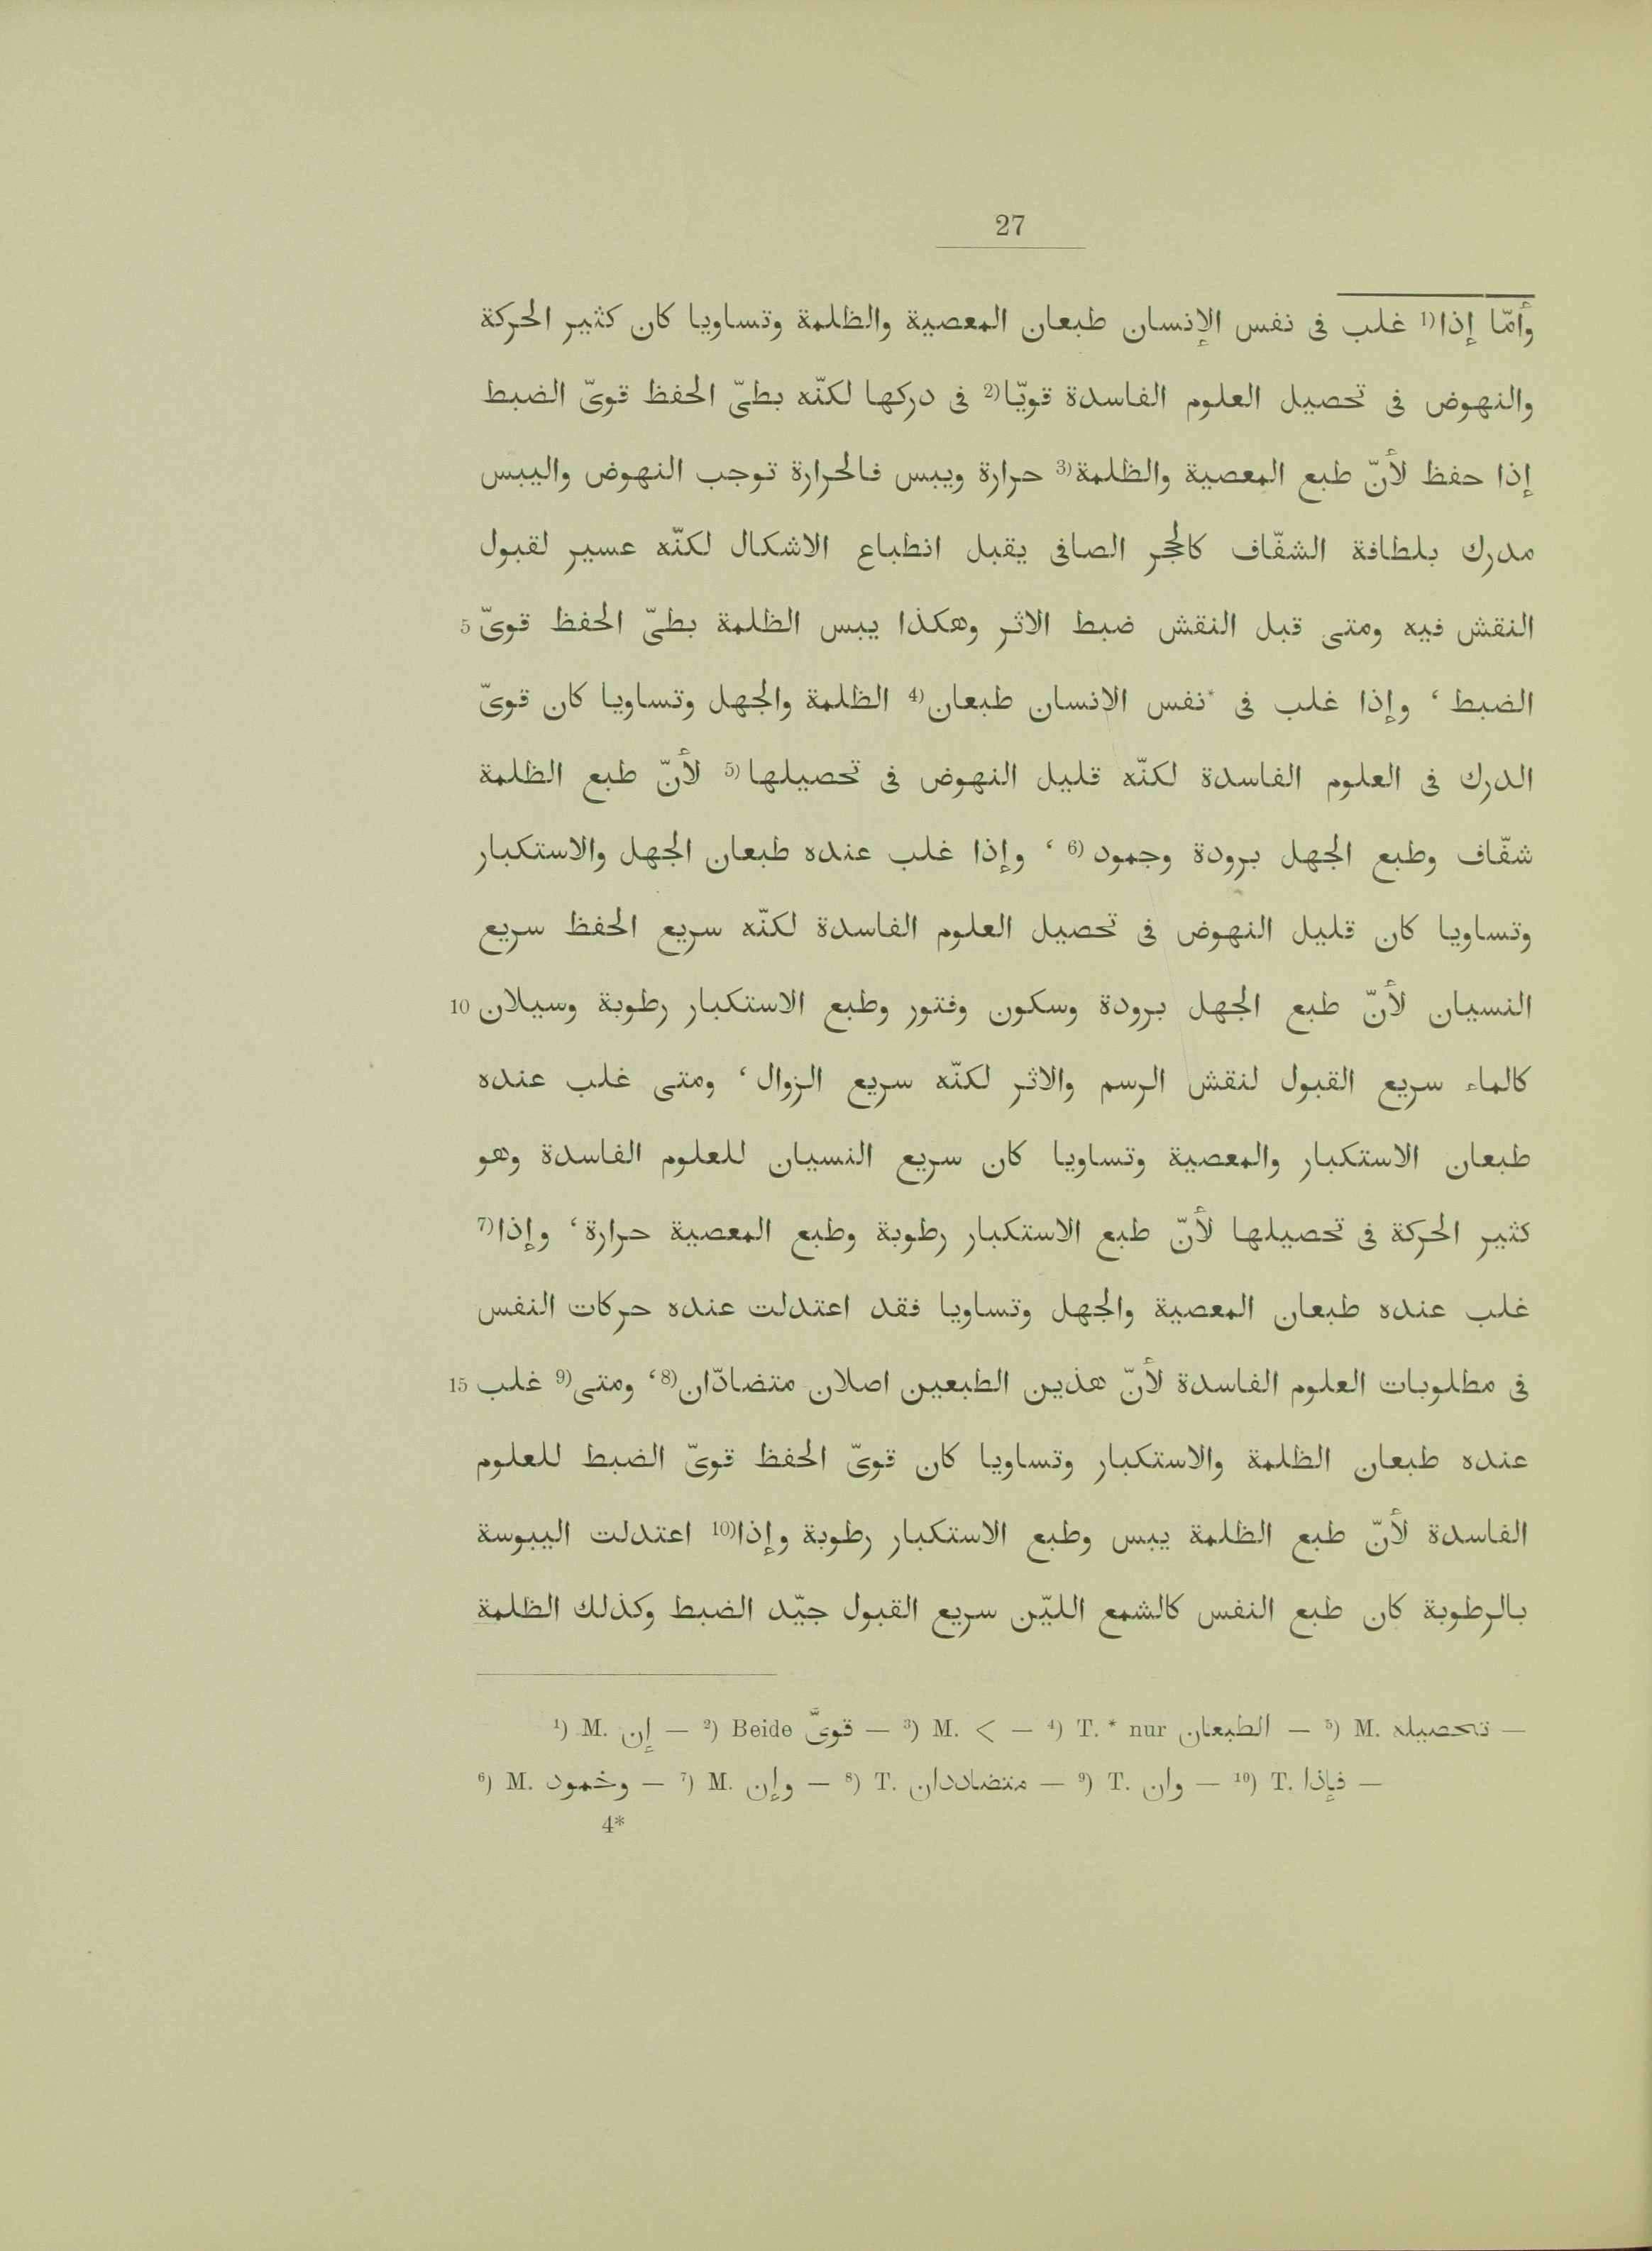 27
وأمّا إذا(1 غلب فى نفس الإنسان طبعان المعصية والظلمة وتساويا كان كثير الحركة
والنهوض فى تحصيل العلوم الفاسدة قويّا(2 فى دركها لكنّه بطىّ الحفظ قوىّ الضبط
إذا حفظ لأنّ طبع المعصية والظلمة(3 حرارة ويبس فالحرارة توجب النهوض واليبس
مدرك بلطافة الشفّاف كالحجر الصافى يقبل انطباع الاشكال لكنّه عسير لقبول
النقش فيه ومتى قبل النقش ضبط الاثر وهكذا يبس الظلمة بطىّ الحفظ قوىّ 5
الضبط ، وإذا غلب فى *نفس الانسان طبعان(4 الظلمة والجهل وتساويا كان قوىّ
الدرك فى العلوم الفاسدة لكنّه قليل النهوض فى تحصيلها(5 لأنّ طبع الظلمة
شفّاف وطبع الجهل برودة وجمود(6 ، وإذا غلب عنده طبعان الجهل والاستكبار
وتساويا كان قليل النهوض فى تحصيل العلوم الفاسدة لكنّه سريع الحفظ سريع
النسيان لأنّ طبع الجهل برودة وسكون وفتور وطبع الاستكبار رطوبة وسيلان 10
كالماء سريع القبول لنقش الرسم والاثر لكنّه سريع الزوال، ومتى غلب عنده
طبعان الاستكبار والمعصية وتساويا كان سريع النسيان للعلوم الفاسدة وهو
كثير الحركة فى تحصيلها لأنّ طبع الاستكبار رطوبة وطبع المعصية حرارة، وإذا(7
غلب عنده طبعان المعصية والجهل وتساويا فقد اعتدلت عنده حركات النفس
فى مطلوبات العلوم الفاسدة لأنّ هذين الطبعين اصلان متضادّان(8، ومتى(9 غلب 15
عنده طبعان الظلمة والاستكبار وتساويا كان قوىّ الحفظ قوىّ الضبط للعلوم
الفاسدة لأنّ طبع الظلمة يبس وطبع الاستكبار رطوبة وإذا(10 اعتدلت اليبوسة
بالرطوبة كان طبع النفس كالشمع الليّن سريع القبول جيّد الضبط وكذلك الظلمة
1) M. إن — 2) Beide قوىّ — 3) M. < — 4) T. * nur الطبعان — 5) M. تحصيله —
6) M. وخمود — 7) M. وإن — 8) T. متضاددان — 9) T. وان — 10) T. فإذا —
4*